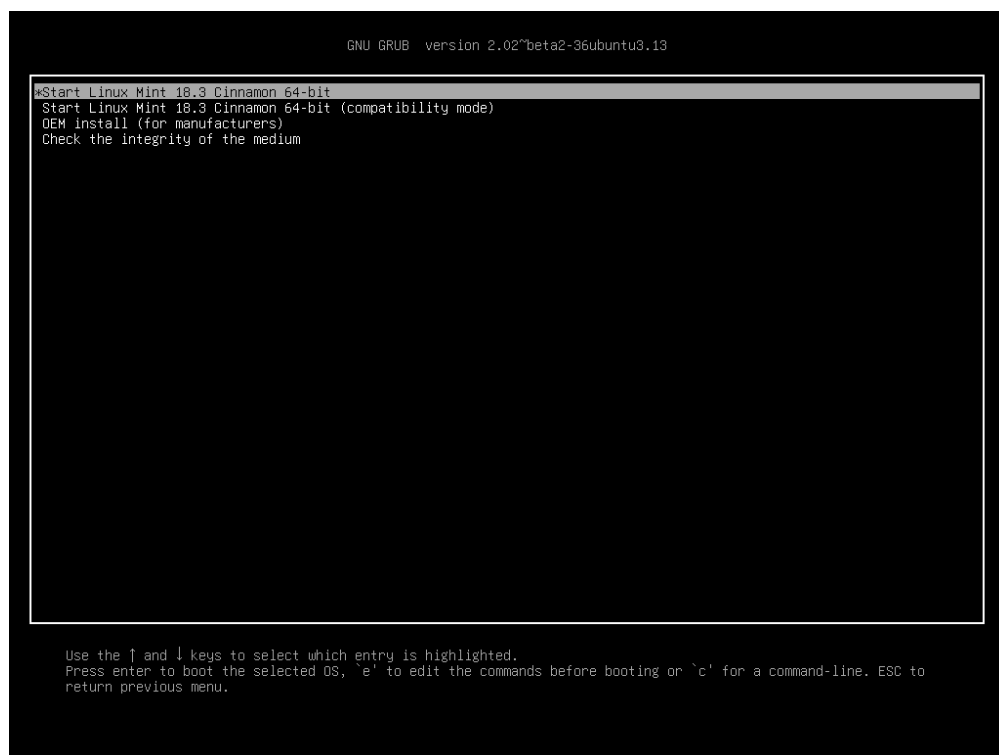 GNU GRUB  version 2.02~beta2-36ubuntu3.13
*Start Linux Mint 18.3 Cinnamon 64-bit
Start Linux Mint 18.3 Cinnamon 64-bit (compatibility mode)
OEM install (for manufacturers)
Check the integrity of the medium
Use the ↑ and ↓ keys to select which entry is highlighted.
Press enter to boot the selected OS, `e' to edit the commands before booting or `c' for a command-line. ESC to
return previous menu.